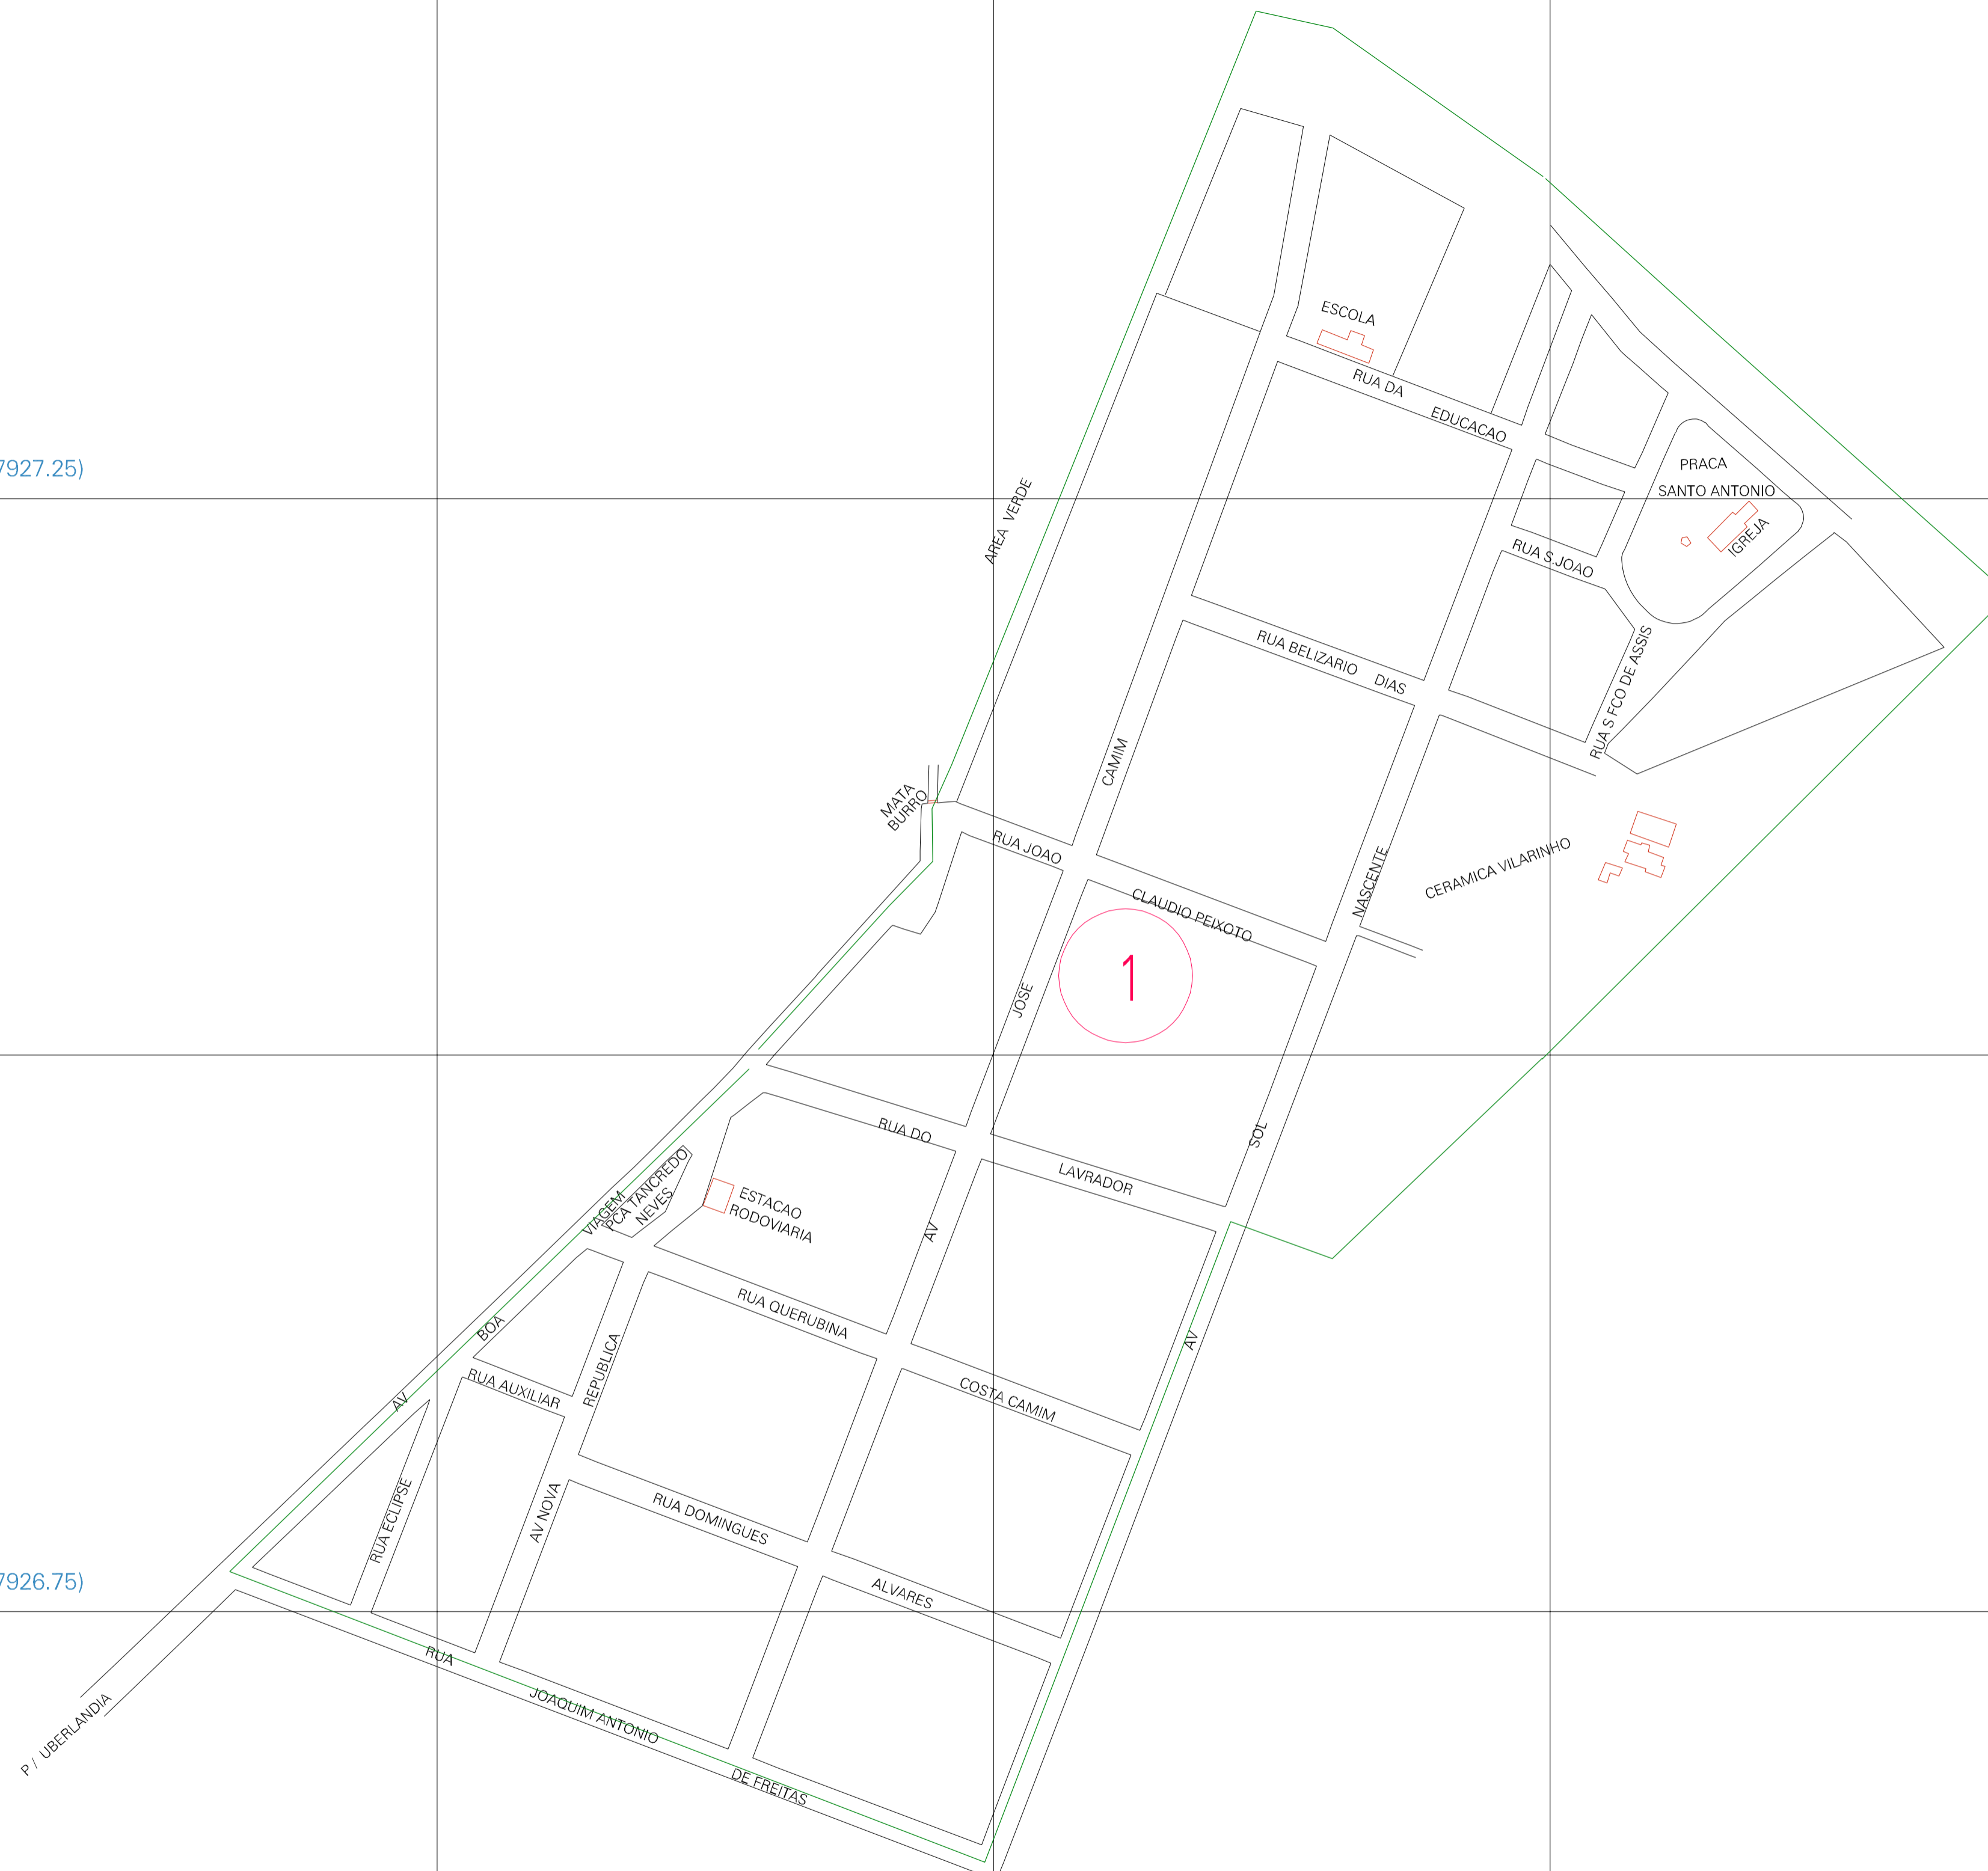 ESCOLA
RUA DA
EDUCACAO
7927.25)
PRACA
SANTO ANTONIO
IGREJA
AREA VERDE
RUA S.JOAO
RUA BELIZARIO DIAS
RUA S FCO DE ASSIS
CAMIM
MATA
BURRO
RUA JOAO
CLAUDIO PEIXOTO
NASCENTE
CERAMICA VILARINHO
1
JOSE
RUA DO
LAVRADOR
SOL
VIAGEM
PCA TANCREDO
NEVES
ESTACAO
RODOVIARIA
AV
RUA QUERUBINA
COSTA CAMIM
AV
BOA
AV
RUA AUXILIAR
REPUBLICA
RUA ECLIPSE
AV NOVA
RUA DOMINGUES
ALVARES
7926.75)
RUA
JOAQUIM ANTONIO
DE FREITAS
P/ UBERLANDIA